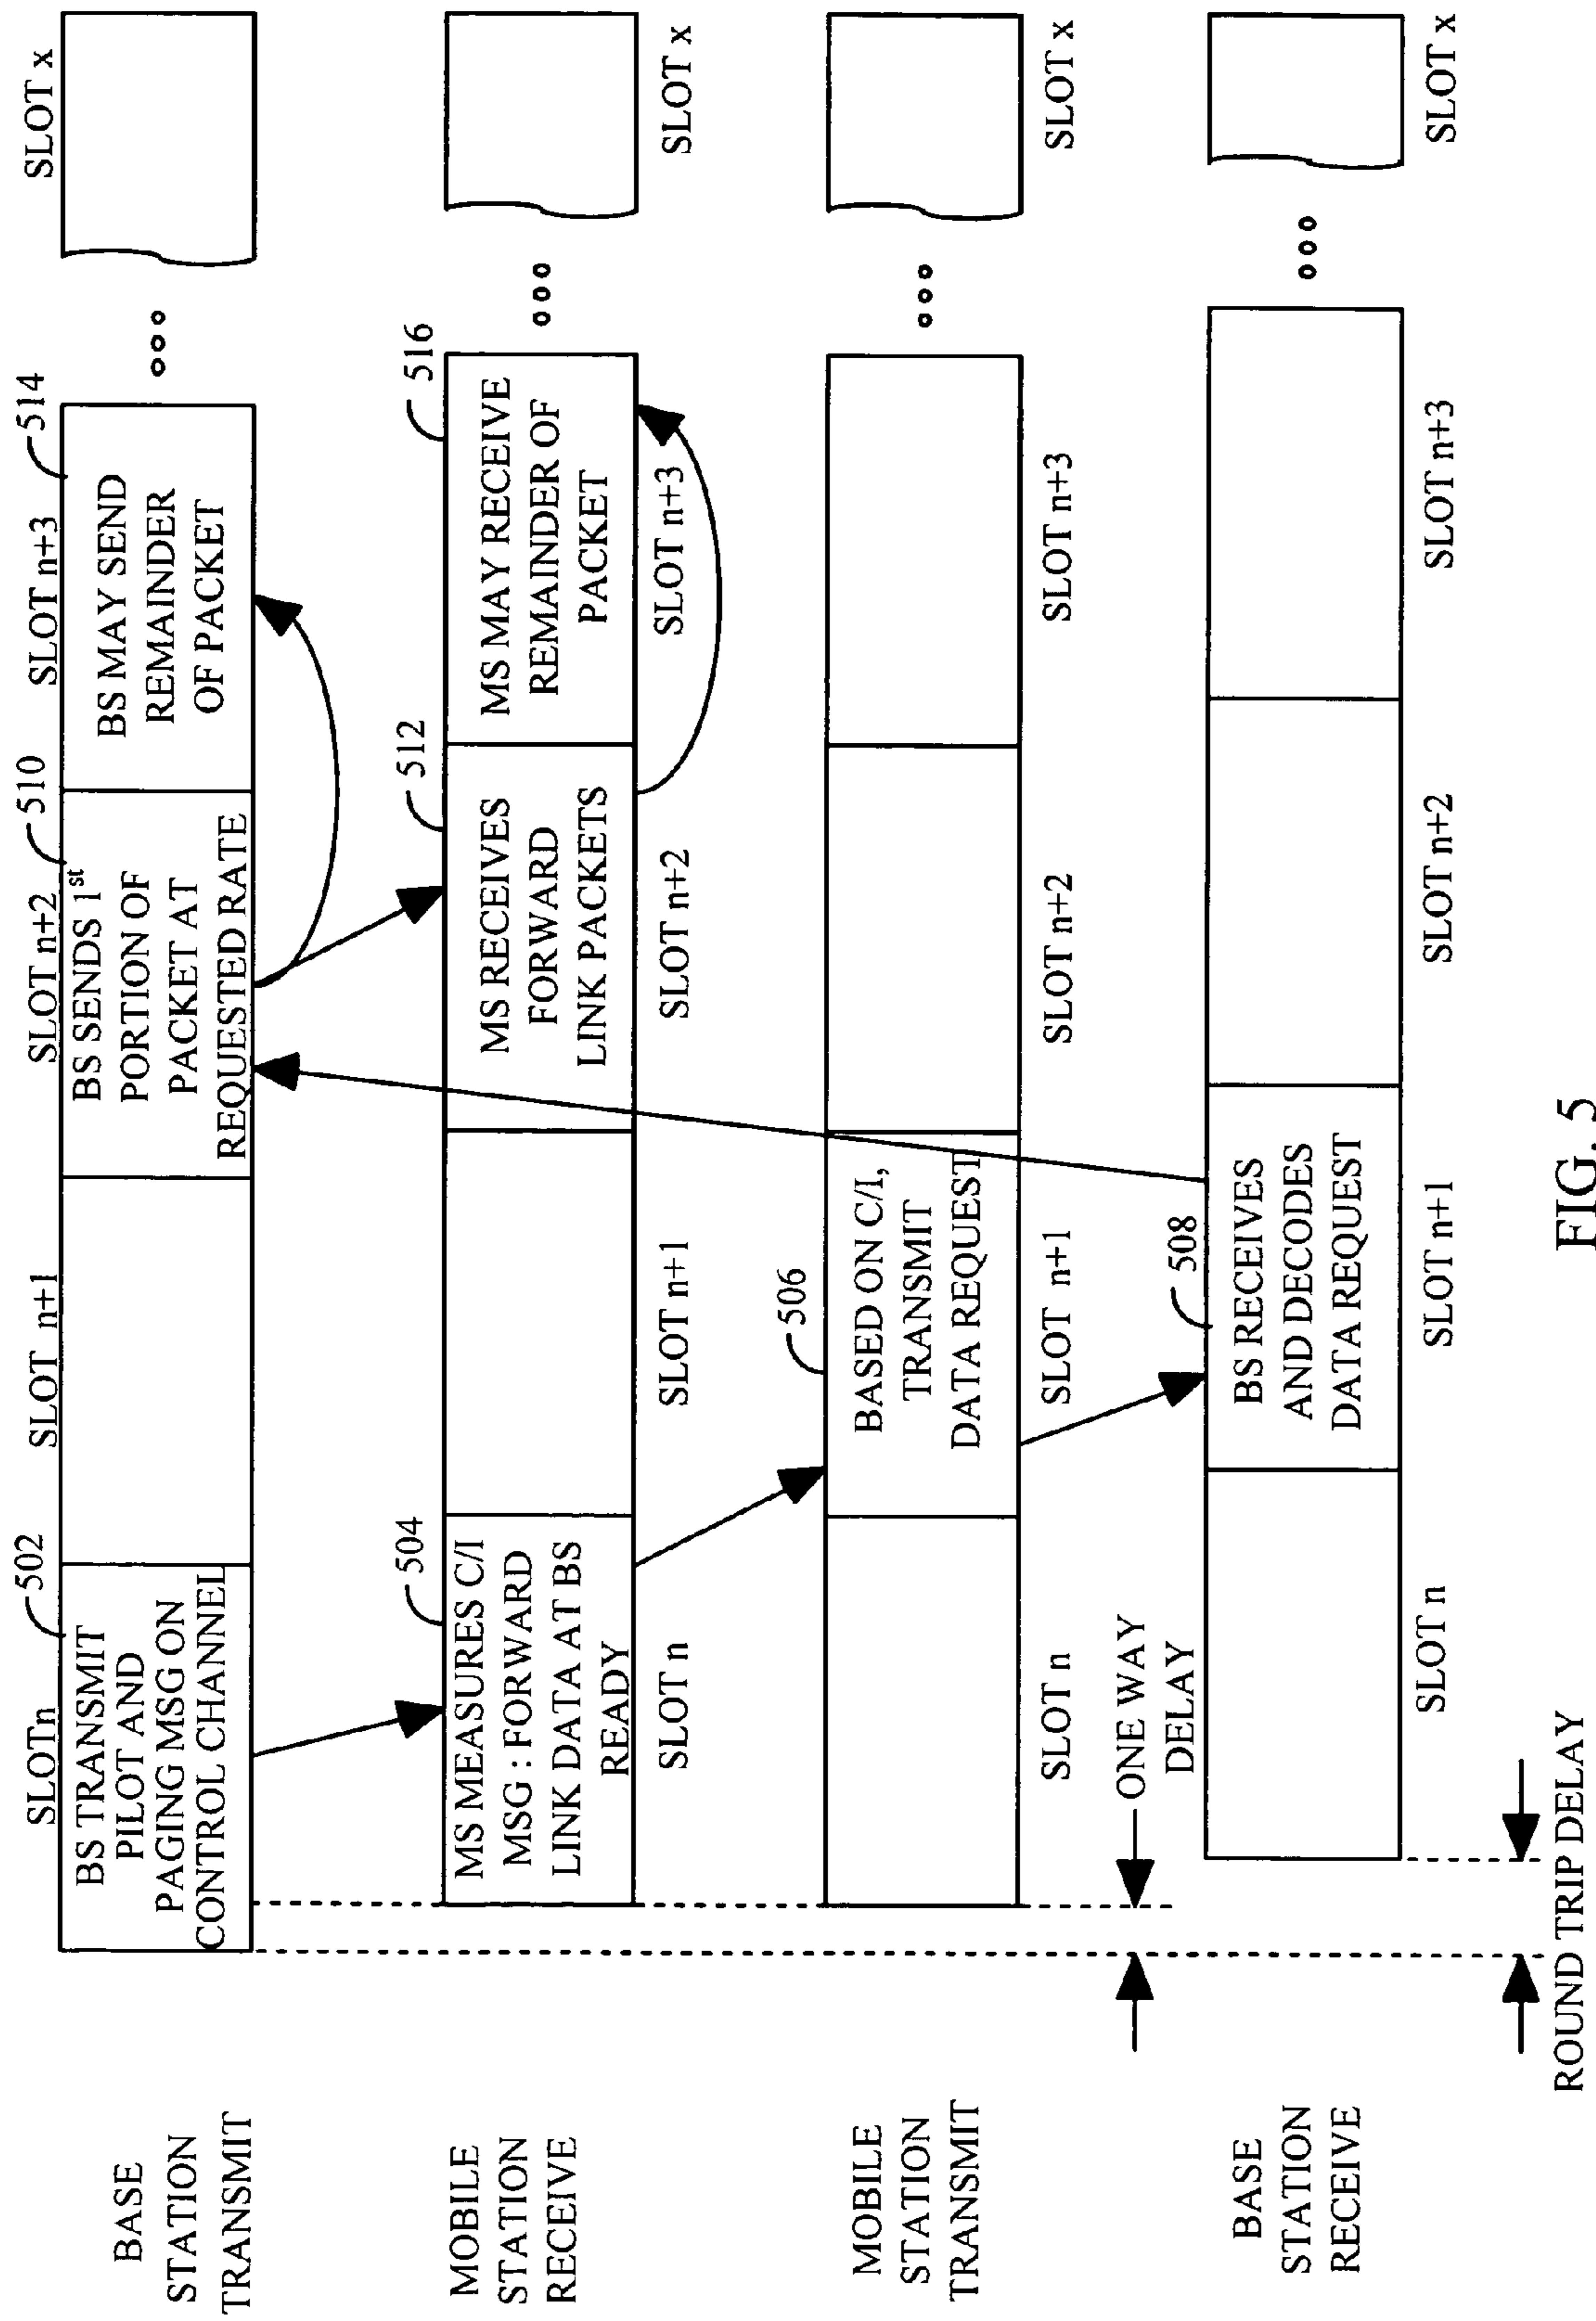 BASE
STATION
TRANSMIT
SLOTn
502
SLOT n+1
SLOT n+2
510
SLOT n+3
514
SLOT x
BS TRANSMIT
PILOT AND
PAGING MSG ON
CONTROL CHANNEL
BS SENDS 1st
PORTION OF
PACKET AT
REQUESTED RATE
BS MAY SEND
REMAINDER
OF PACKET
MOBILE
STATION
RECEIVE
504
512
516
MS MEASURES C/I
MSG : FORWARD
LINK DATA AT BS
READY
MS RECEIVES
FORWARD
LINK PACKETS
MS MAY RECEIVE
REMAINDER OF
PACKET
SLOT n
SLOT n+1
SLOT n+2
SLOT n+3
SLOT x
MOBILE
STATION
TRANSMIT
506
BASED ON C/I,
TRANSMIT
DATA REQUEST
SLOT n
SLOT n+1
SLOT n+2
SLOT n+3
SLOT x
ONE WAY
DELAY
BASE
STATION
RECEIVE
508
BS RECEIVES
AND DECODES
DATA REQUEST
SLOT n
SLOT n+1
SLOT n+2
SLOT n+3
SLOT x
ROUND TRIP DELAY
FIG. 5